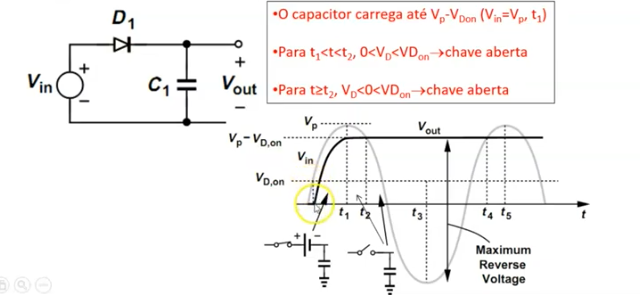 D1
Vin
+
−
C1
+
Vout
−
•O capacitor carrega até Vp-VDon (Vin=Vp, t1)
•Para t1<t<t2, 0<VD<VDon→chave aberta
•Para t≥t2, VD<0<VDon→chave aberta
Vp
Vp − VD,on
Vout
Vin
VD,on
t1
t2
t3
t4
t5
t
+
−
Maximum
Reverse
Voltage